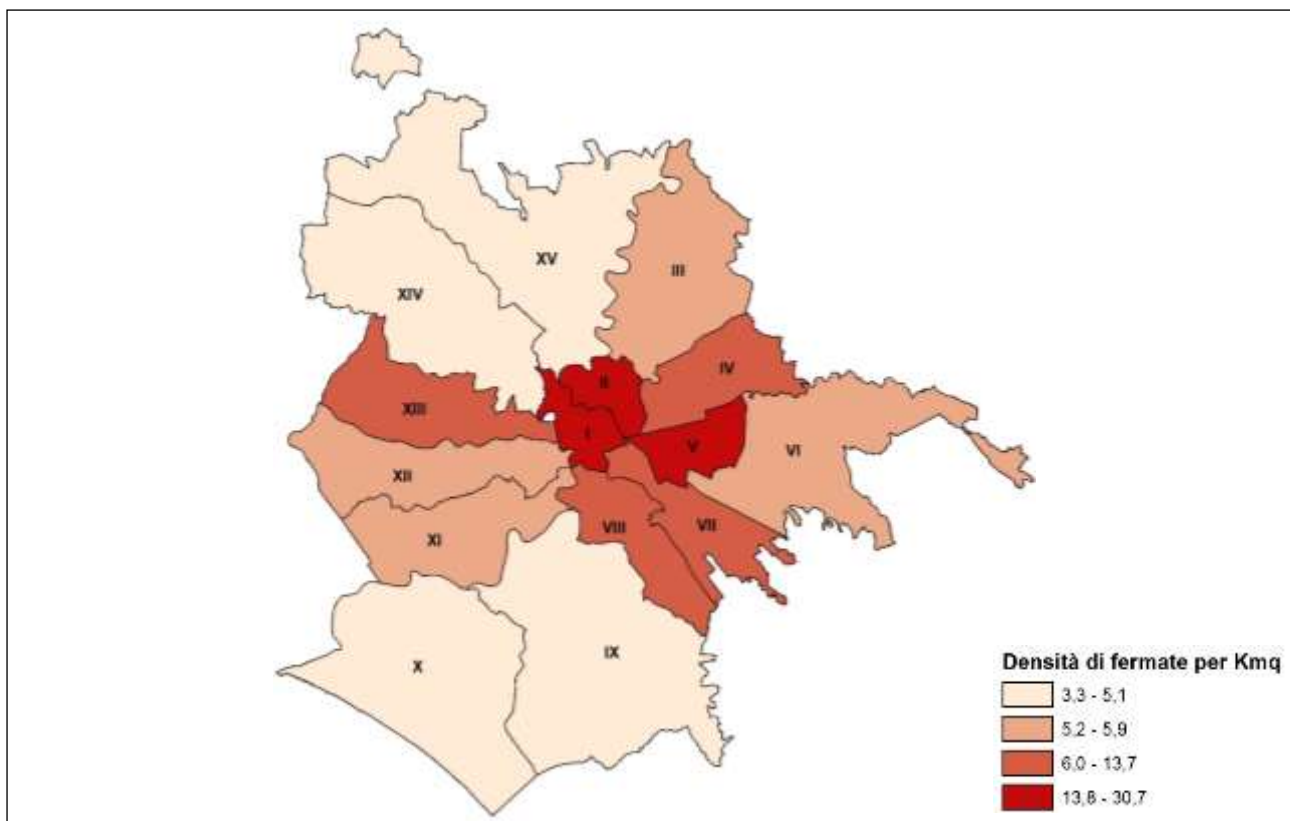 XV
III
XIV
II
IV
XIII
I
V
VI
XII
VIII
VII
XI
X
IX
Densità di fermate per Kmq
3,3 - 5,1
5,2 - 5,9
6,0 - 13,7
13,8 - 30,7